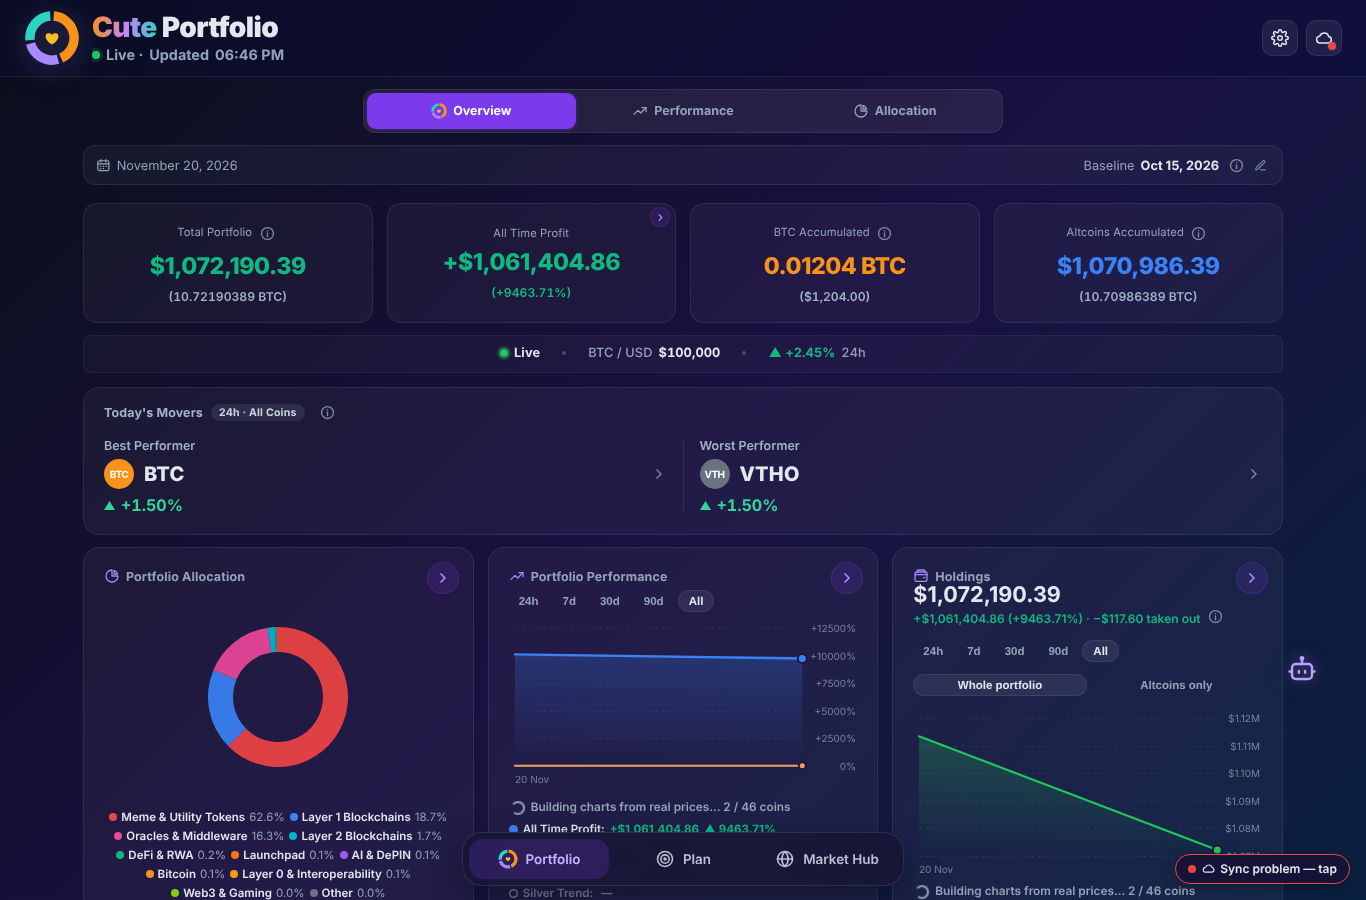 Cute Portfolio
Live · Updated 06:46 PM
Overview
Performance
Allocation
November 20, 2026
Baseline Oct 15, 2026
Total Portfolio
$1,072,190.39
(10.72190389 BTC)
All Time Profit
+$1,061,404.86
(+9463.71%)
BTC Accumulated
0.01204 BTC
($1,204.00)
Altcoins Accumulated
$1,070,986.39
(10.70986389 BTC)
Live • BTC / USD $100,000 • ▲ +2.45% 24h
Today's Movers 24h · All Coins
Best Performer
BTC BTC
▲ +1.50%
Worst Performer
VTH VTHO
▲ +1.50%
Portfolio Allocation
Meme & Utility Tokens 62.6% Layer 1 Blockchains 18.7%
Oracles & Middleware 16.3% Layer 2 Blockchains 1.7%
DeFi & RWA 0.2% Launchpad 0.1% AI & DePIN 0.1%
Bitcoin 0.1% Layer 0 & Interoperability 0.1%
Web3 & Gaming 0.0% Other 0.0%
Portfolio Performance
24h 7d 30d 90d All
+12500%
+10000%
+7500%
+5000%
+2500%
0%
20 Nov
Building charts from real prices... 2 / 46 coins
All Time Profit: +$1,061,404.86 ▲ 9463.71%
Silver Trend: —
Holdings
$1,072,190.39
+$1,061,404.86 (+9463.71%) · −$117.60 taken out
24h 7d 30d 90d All
Whole portfolio
Altcoins only
$1.12M
$1.11M
$1.10M
$1.09M
$1.08M
20 Nov
Building charts from real prices... 2 / 46 coins
Portfolio
Plan
Market Hub
Sync problem — tap